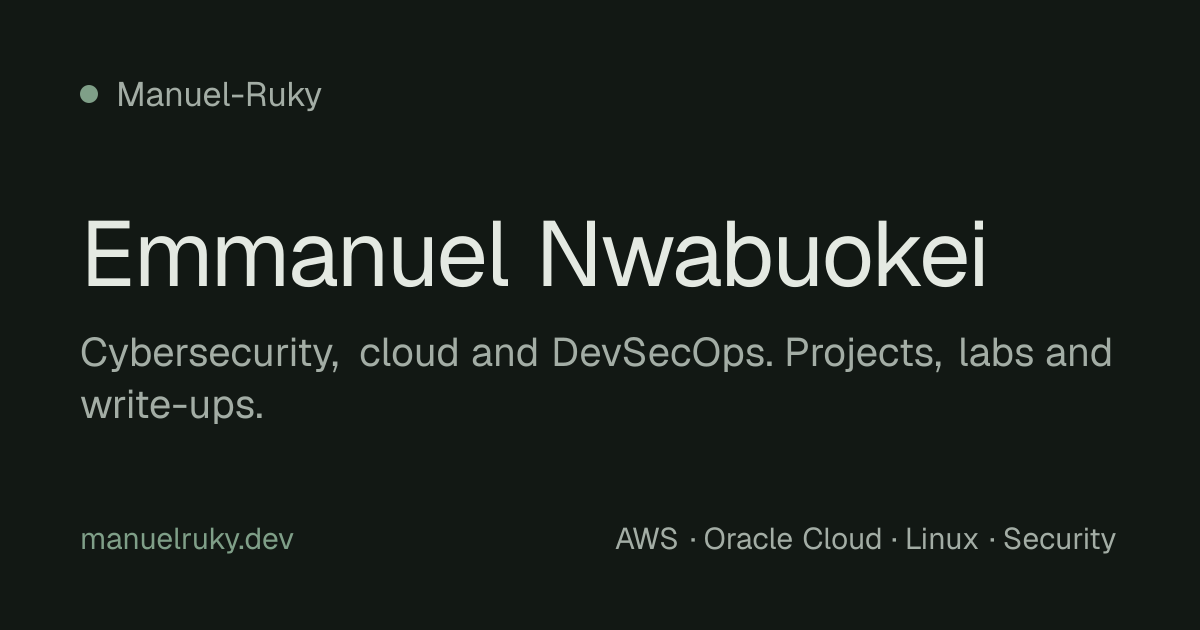 Manuel-Ruky
Emmanuel Nwabuokei
Cybersecurity, cloud and DevSecOps. Projects, labs and
write-ups.
manuelruky.dev
AWS · Oracle Cloud · Linux · Security